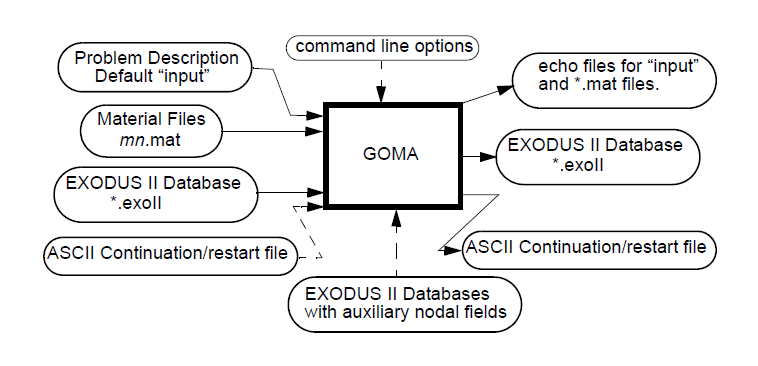 command line options
Problem Description
Default “input”
Material Files
mn.mat
EXODUS II Database
*.exoII
ASCII Continuation/restart file
GOMA
echo files for “input”
and *.mat files.
EXODUS II Database
*.exoII
ASCII Continuation/restart file
EXODUS II Databases
with auxiliary nodal fields